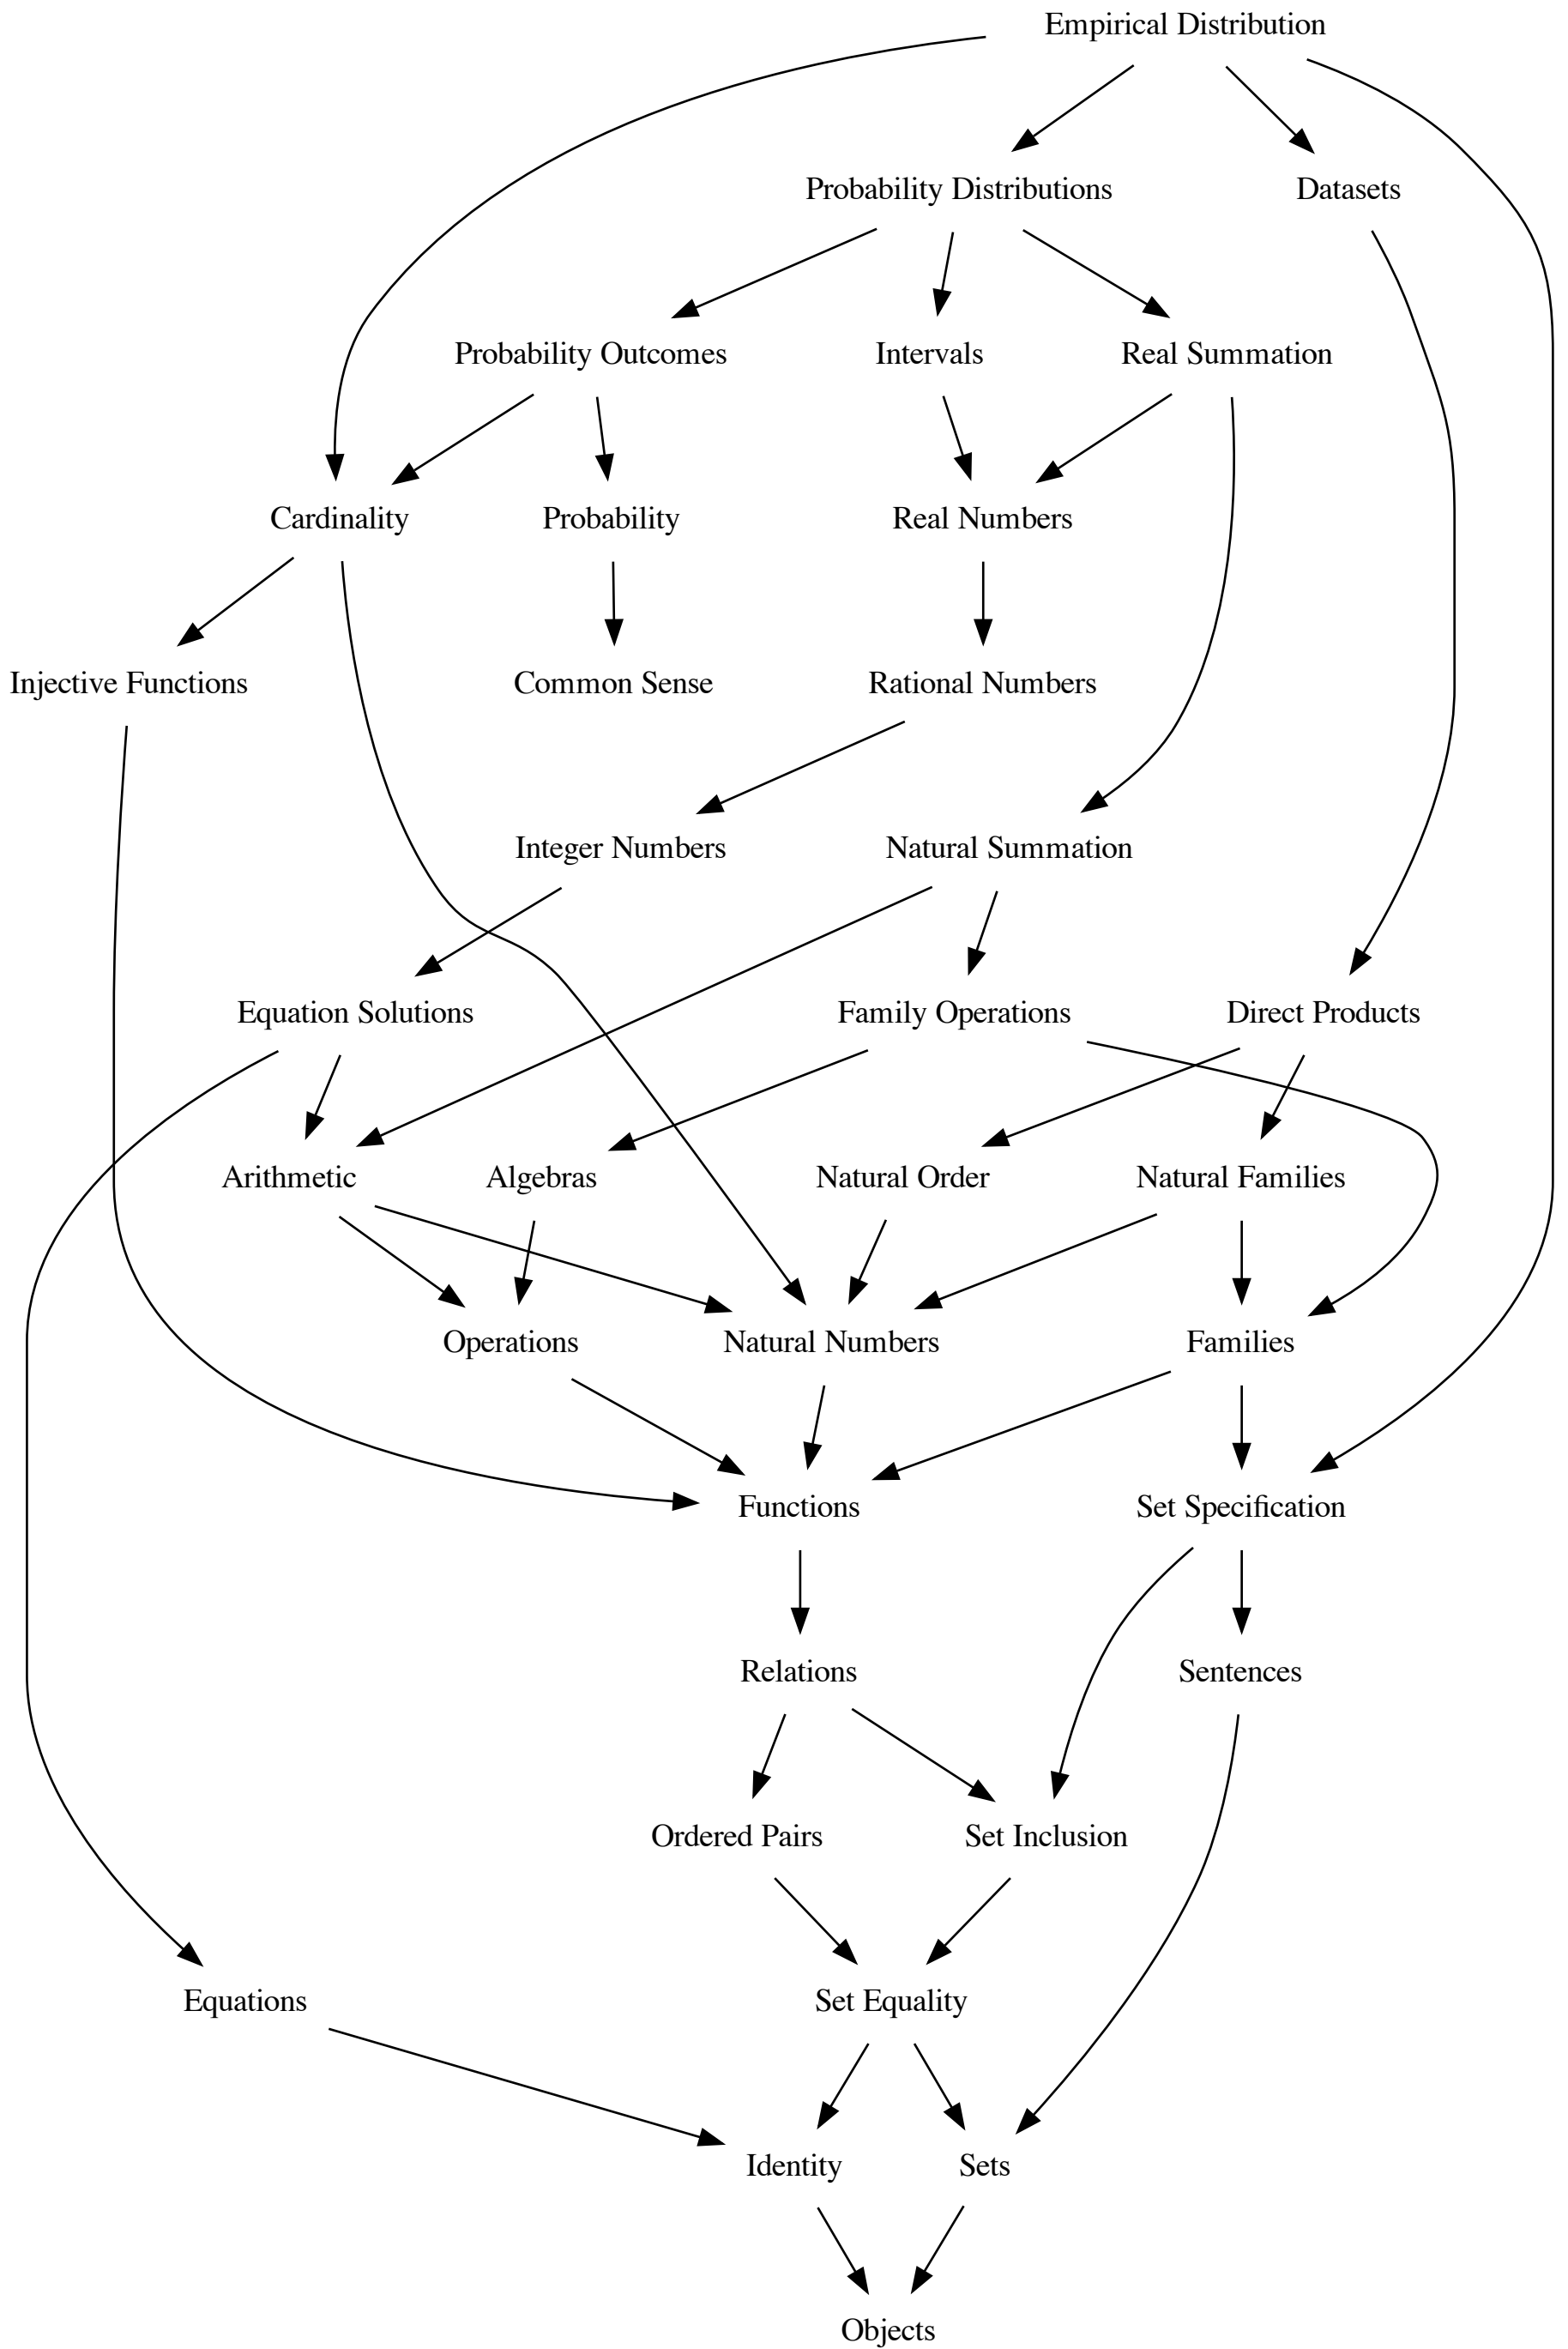 Empirical Distribution
Probability Distributions
Datasets
Probability Outcomes
Intervals
Real Summation
Cardinality
Probability
Real Numbers
Injective Functions
Common Sense
Rational Numbers
Integer Numbers
Natural Summation
Equation Solutions
Family Operations
Direct Products
Arithmetic
Algebras
Natural Order
Natural Families
Operations
Natural Numbers
Families
Functions
Set Specification
Relations
Sentences
Ordered Pairs
Set Inclusion
Equations
Set Equality
Identity
Sets
Objects